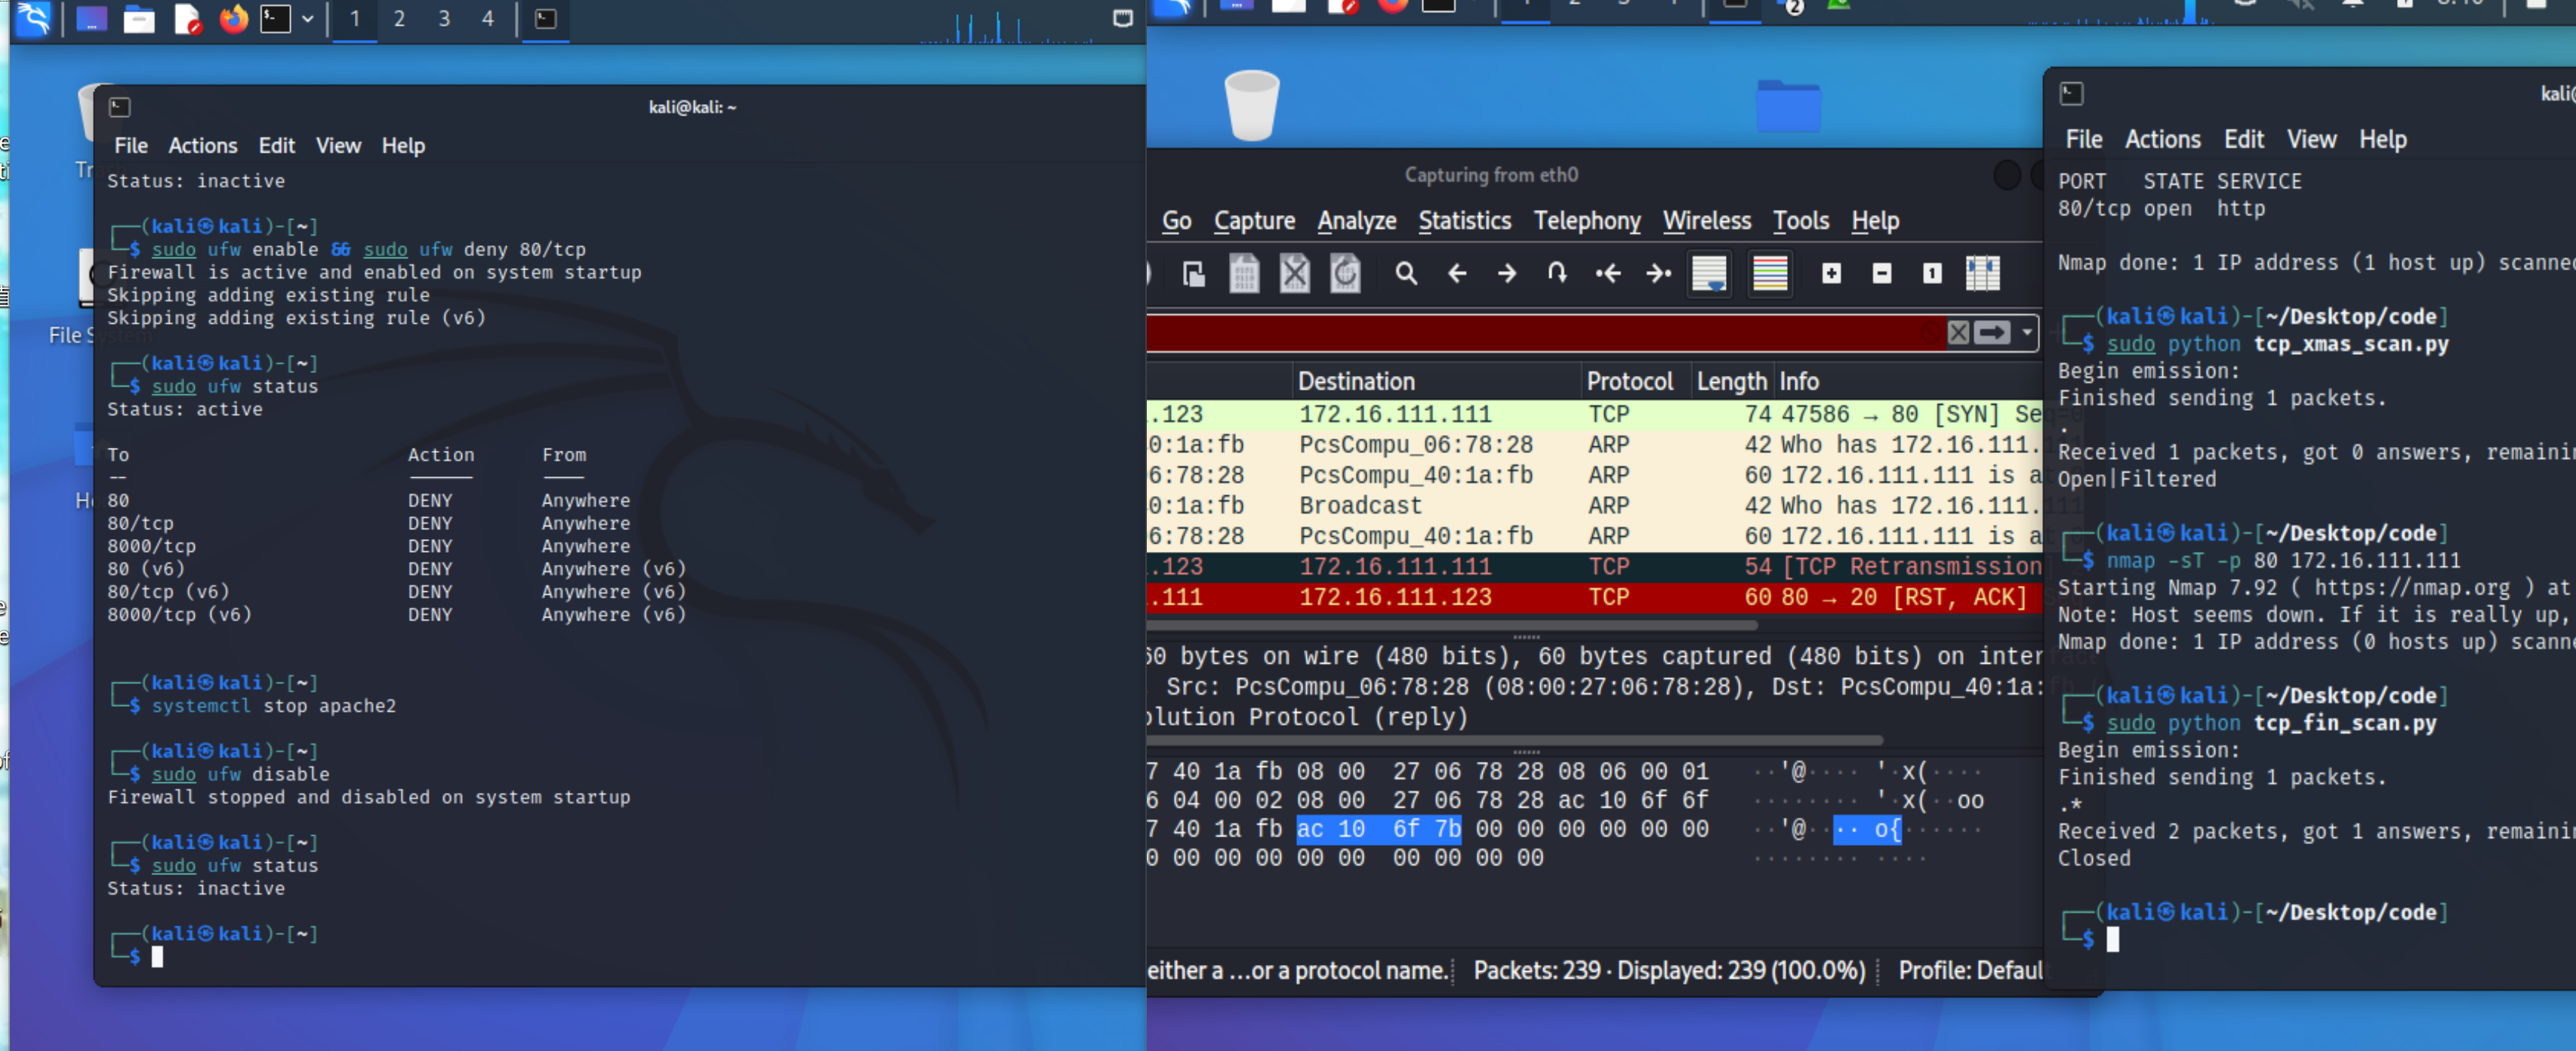 1 2 3 4
kali@kali: ~
File Actions Edit View Help
Status: inactive
┌──(kali㉿kali)-[~]
└─$ sudo ufw enable && sudo ufw deny 80/tcp
Firewall is active and enabled on system startup
Skipping adding existing rule
Skipping adding existing rule (v6)
┌──(kali㉿kali)-[~]
└─$ sudo ufw status
Status: active
To Action From
-- ------ ----
80 DENY Anywhere
80/tcp DENY Anywhere
8000/tcp DENY Anywhere
80 (v6) DENY Anywhere (v6)
80/tcp (v6) DENY Anywhere (v6)
8000/tcp (v6) DENY Anywhere (v6)
┌──(kali㉿kali)-[~]
└─$ systemctl stop apache2
┌──(kali㉿kali)-[~]
└─$ sudo ufw disable
Firewall stopped and disabled on system startup
┌──(kali㉿kali)-[~]
└─$ sudo ufw status
Status: inactive
┌──(kali㉿kali)-[~]
└─$
File System
Capturing from eth0
Go Capture Analyze Statistics Telephony Wireless Tools Help
Destination Protocol Length Info
.123 172.16.111.111 TCP 74 47586 → 80 [SYN] Seq=0
0:1a:fb PcsCompu_06:78:28 ARP 42 Who has 172.16.111.
6:78:28 PcsCompu_40:1a:fb ARP 60 172.16.111.111 is at
0:1a:fb Broadcast ARP 42 Who has 172.16.111.
6:78:28 PcsCompu_40:1a:fb ARP 60 172.16.111.111 is at
.123 172.16.111.111 TCP 54 [TCP Retransmission
.111 172.16.111.123 TCP 60 80 → 20 [RST, ACK]
60 bytes on wire (480 bits), 60 bytes captured (480 bits) on interface
Src: PcsCompu_06:78:28 (08:00:27:06:78:28), Dst: PcsCompu_40:1a:fb
olution Protocol (reply)
7 40 1a fb 08 00 27 06 78 28 08 06 00 01 ··'@···· '·x(····
6 04 00 02 08 00 27 06 78 28 ac 10 6f 6f ········ '·x(··oo
7 40 1a fb ac 10 6f 7b 00 00 00 00 00 00 ··'@···· o{······
0 00 00 00 00 00 00 00 00 00 ········ ····
either a …or a protocol name. Packets: 239 · Displayed: 239 (100.0%) Profile: Default
kali@
File Actions Edit View Help
PORT STATE SERVICE
80/tcp open http
Nmap done: 1 IP address (1 host up) scanned
┌──(kali㉿kali)-[~/Desktop/code]
└─$ sudo python tcp_xmas_scan.py
Begin emission:
Finished sending 1 packets.
.
Received 1 packets, got 0 answers, remainin
Open|Filtered
┌──(kali㉿kali)-[~/Desktop/code]
└─$ nmap -sT -p 80 172.16.111.111
Starting Nmap 7.92 ( https://nmap.org ) at
Note: Host seems down. If it is really up,
Nmap done: 1 IP address (0 hosts up) scanne
┌──(kali㉿kali)-[~/Desktop/code]
└─$ sudo python tcp_fin_scan.py
Begin emission:
Finished sending 1 packets.
.*
Received 2 packets, got 1 answers, remainin
Closed
┌──(kali㉿kali)-[~/Desktop/code]
└─$